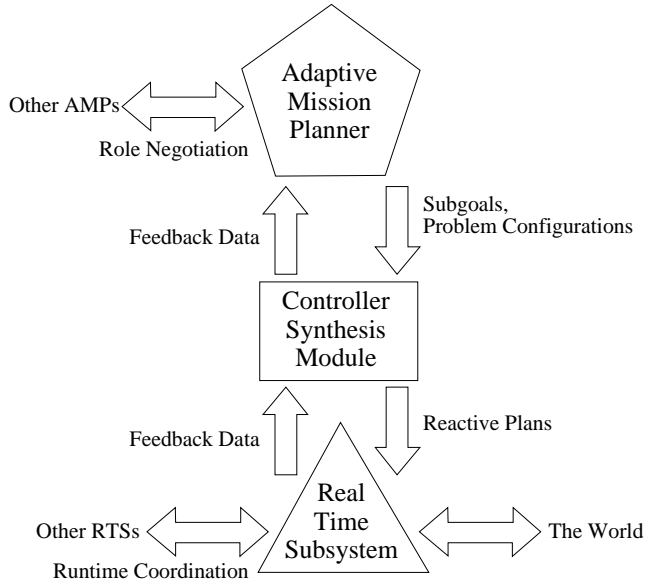 Adaptive
Mission
Planner
Other AMPs
Role Negotiation
Subgoals,
Problem Configurations
Feedback Data
Controller
Synthesis
Module
Feedback Data
Reactive Plans
Real
Time
Subsystem
Other RTSs
The World
Runtime Coordination